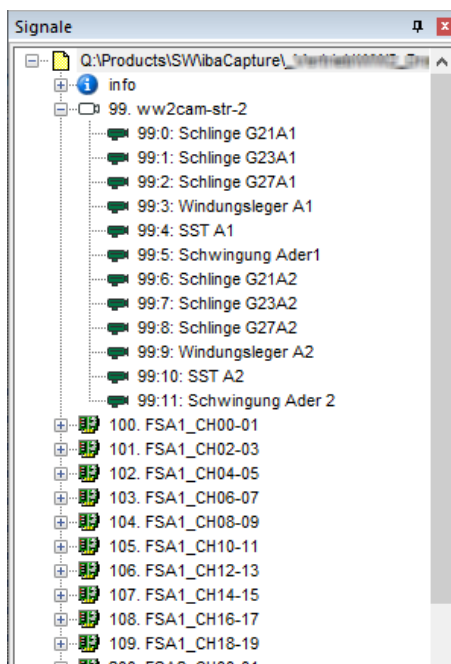 Signale
Q:\Products\SW\ibaCapture\_
info
99. ww2cam-str-2
99:0: Schlinge G21A1
99:1: Schlinge G23A1
99:2: Schlinge G27A1
99:3: Windungsleger A1
99:4: SST A1
99:5: Schwingung Ader1
99:6: Schlinge G21A2
99:7: Schlinge G23A2
99:8: Schlinge G27A2
99:9: Windungsleger A2
99:10: SST A2
99:11: Schwingung Ader 2
100. FSA1_CH00-01
101. FSA1_CH02-03
102. FSA1_CH04-05
103. FSA1_CH06-07
104. FSA1_CH08-09
105. FSA1_CH10-11
106. FSA1_CH12-13
107. FSA1_CH14-15
108. FSA1_CH16-17
109. FSA1_CH18-19